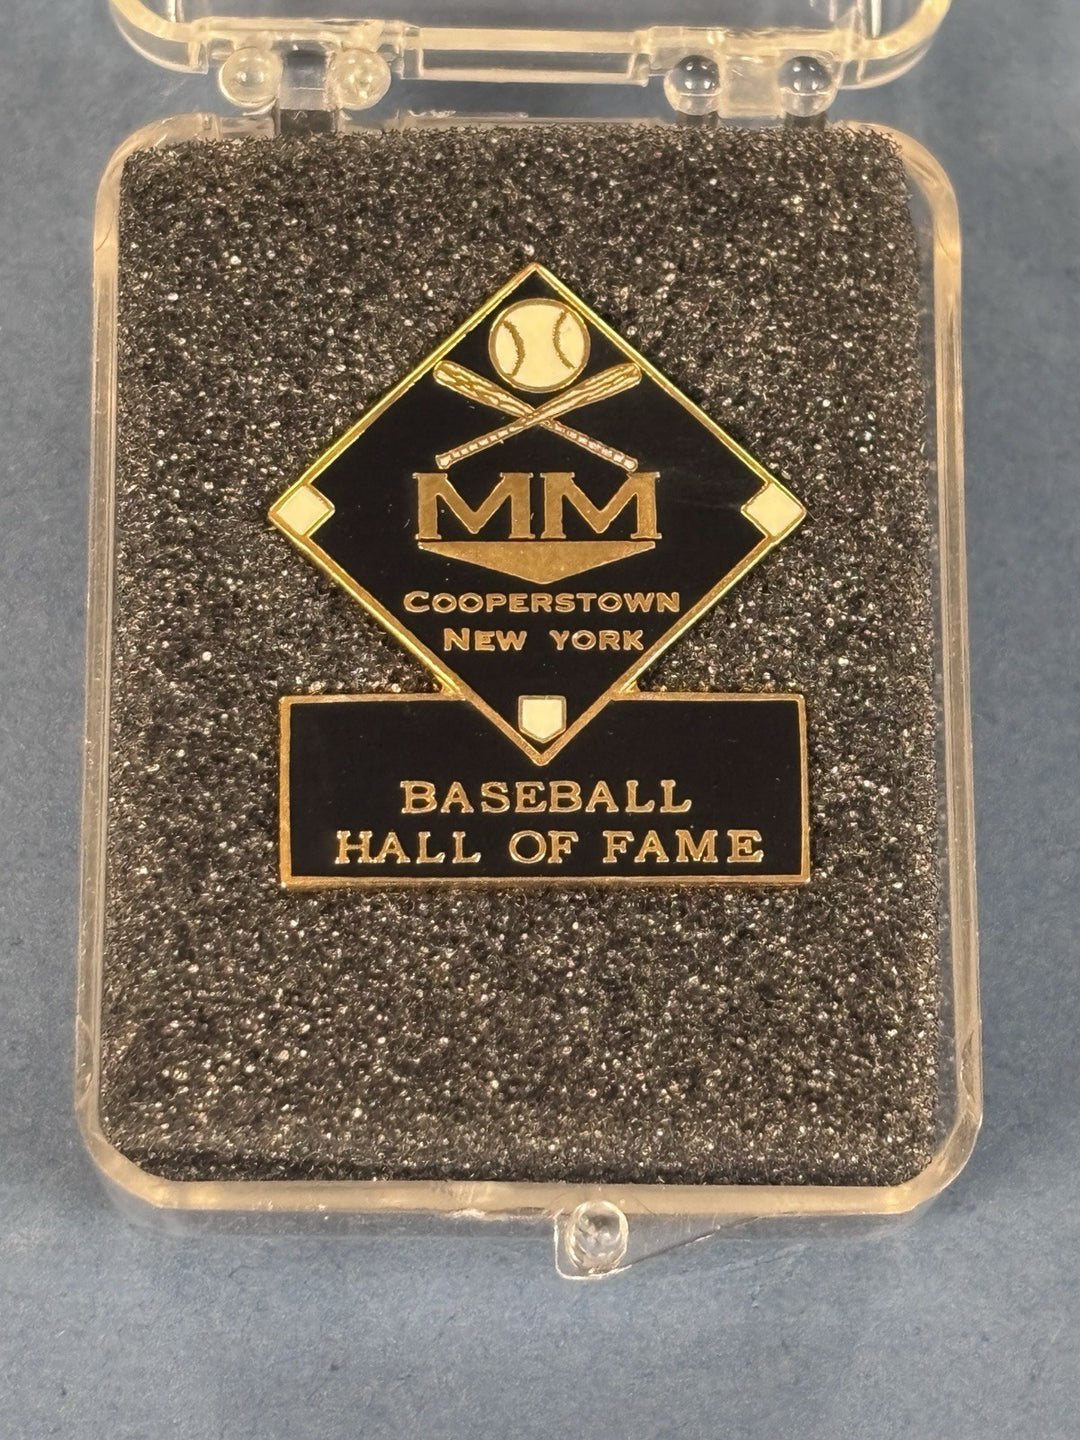 MM
COOPERSTOWN
NEW YORK
BASEBALL
HALL OF FAME